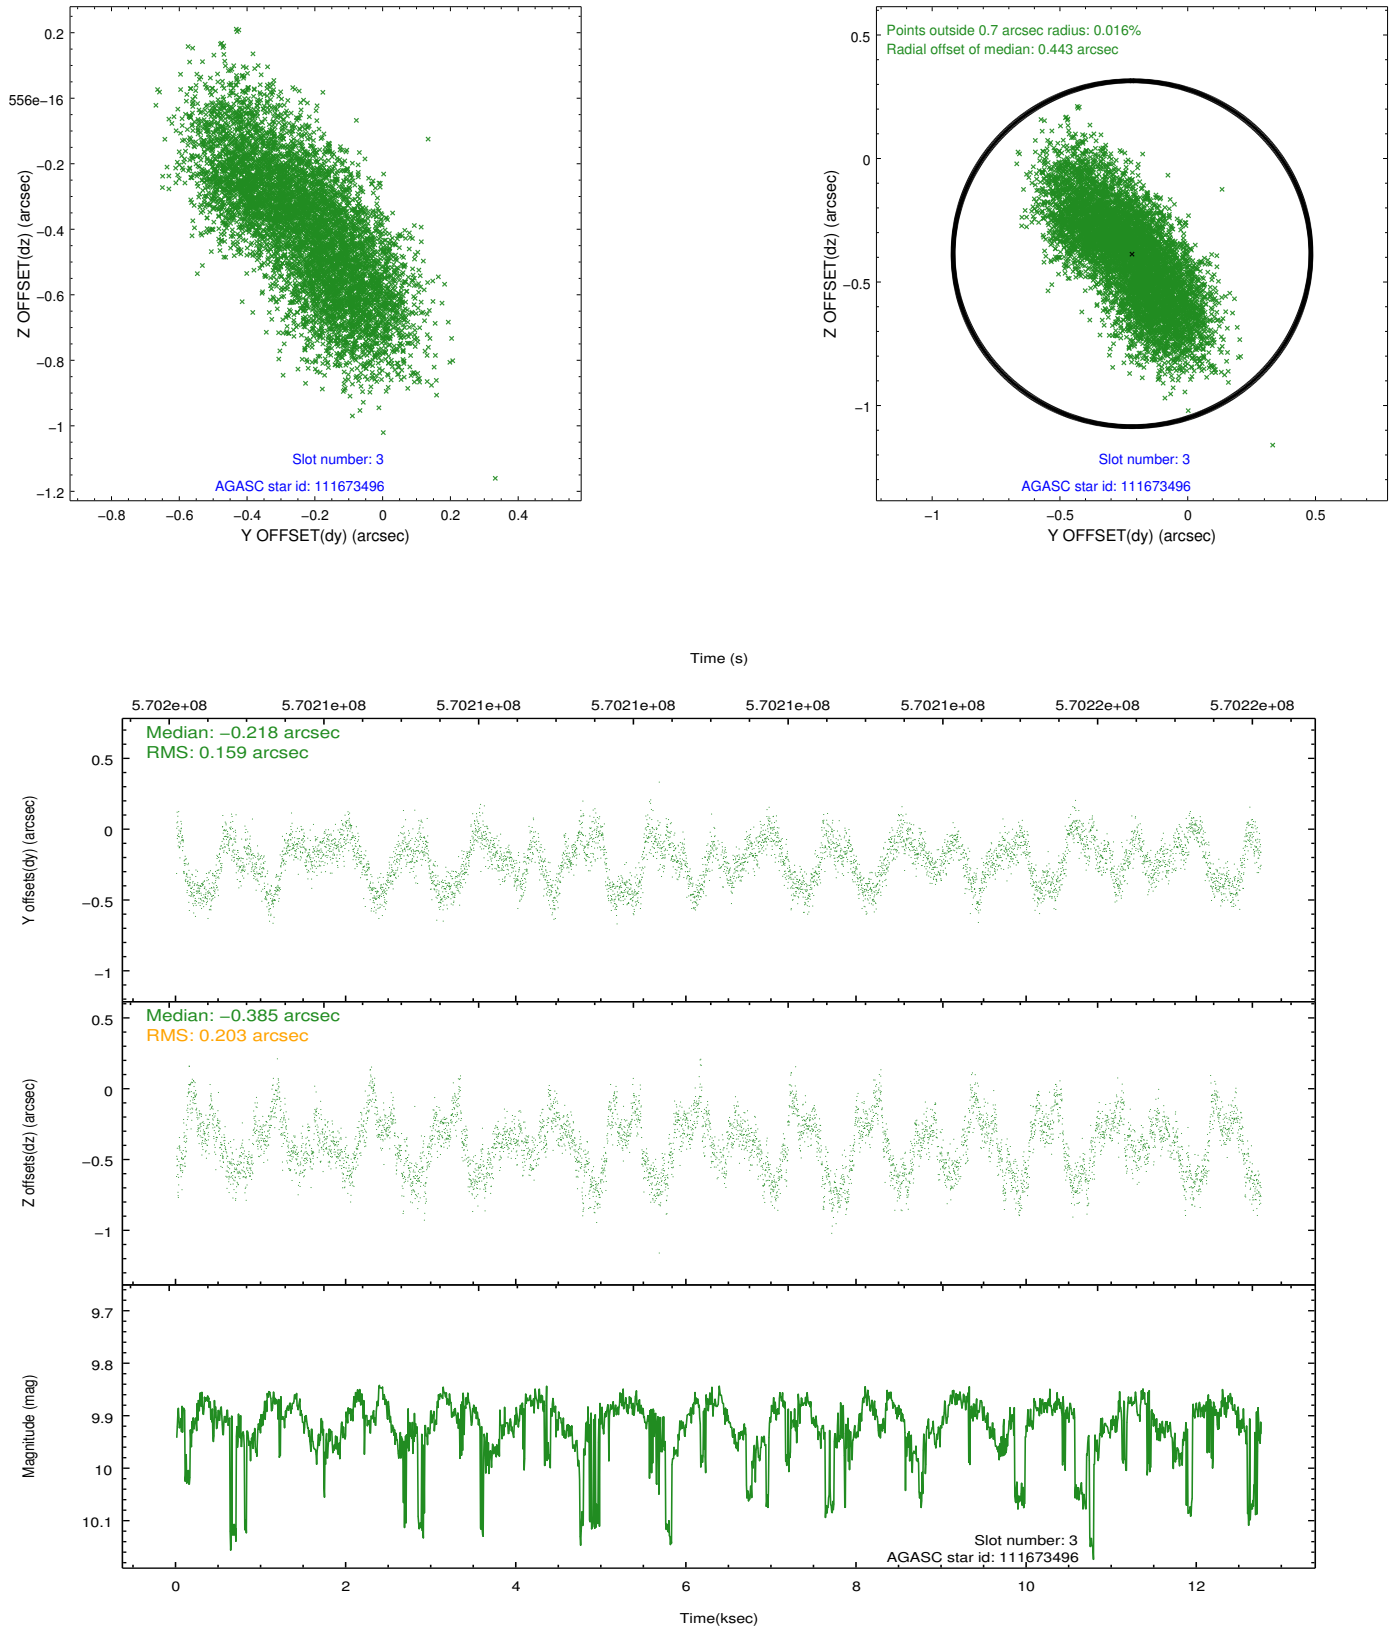 0.2
556e−16
−0.2
−0.4
−0.6
−0.8
−1
−1.2
Z OFFSET(dz) (arcsec)
Slot number: 3
AGASC star id: 111673496
−0.8 −0.6 −0.4 −0.2 0 0.2 0.4
Y OFFSET(dy) (arcsec)
Points outside 0.7 arcsec radius: 0.016%
Radial offset of median: 0.443 arcsec
0.5
0
−0.5
−1
Z OFFSET(dz) (arcsec)
Slot number: 3
AGASC star id: 111673496
−1 −0.5 0 0.5
Y OFFSET(dy) (arcsec)
Time (s)
5.702e+08 5.7021e+08 5.7021e+08 5.7021e+08 5.7021e+08 5.7021e+08 5.7022e+08 5.7022e+08
Median: −0.218 arcsec
RMS: 0.159 arcsec
0.5
0
−0.5
−1
Y offsets(dy) (arcsec)
Median: −0.385 arcsec
RMS: 0.203 arcsec
0.5
0
−0.5
−1
Z offsets(dz) (arcsec)
9.7
9.8
9.9
10
10.1
Magnitude (mag)
Slot number: 3
AGASC star id: 111673496
0 2 4 6 8 10 12
Time(ksec)